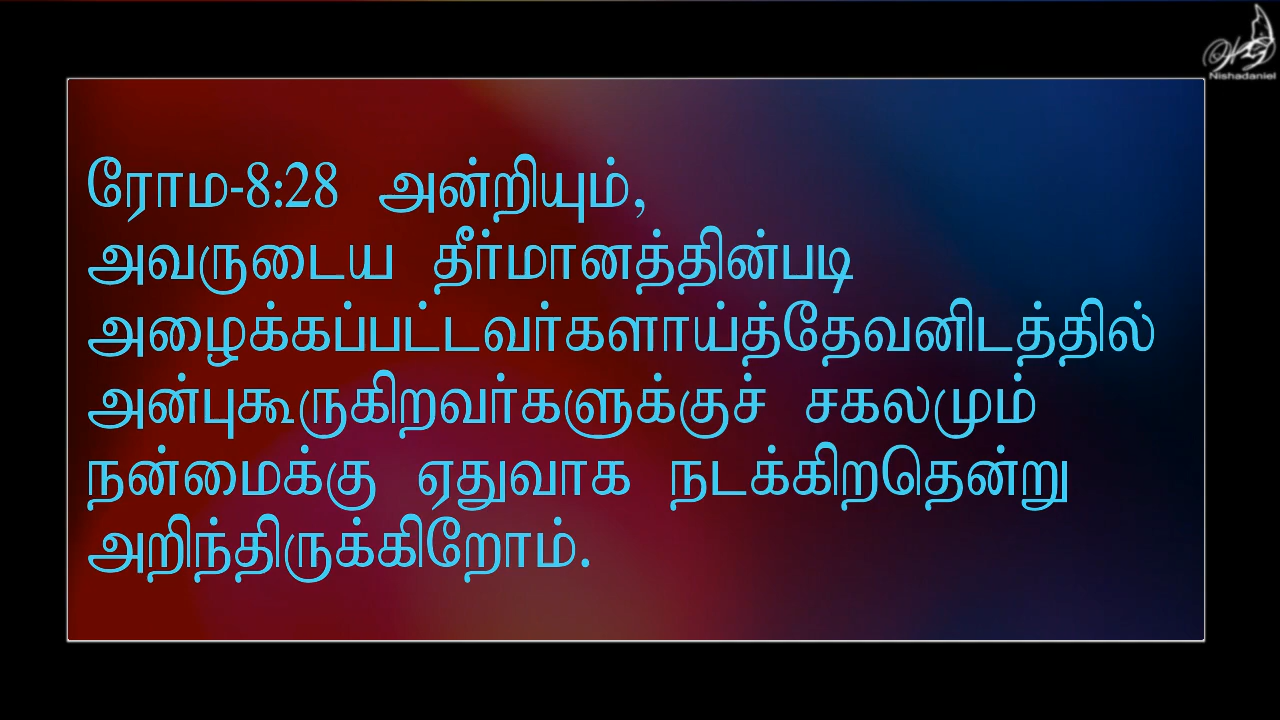 Nishadaniel
ரோம-8:28 அன்றியும்,
அவருடைய தீர்மானத்தின்படி
அழைக்கப்பட்டவர்களாய்த்தேவனிடத்தில்
அன்புகூருகிறவர்களுக்குச் சகலமும்
நன்மைக்கு ஏதுவாக நடக்கிறதென்று
அறிந்திருக்கிறோம்.